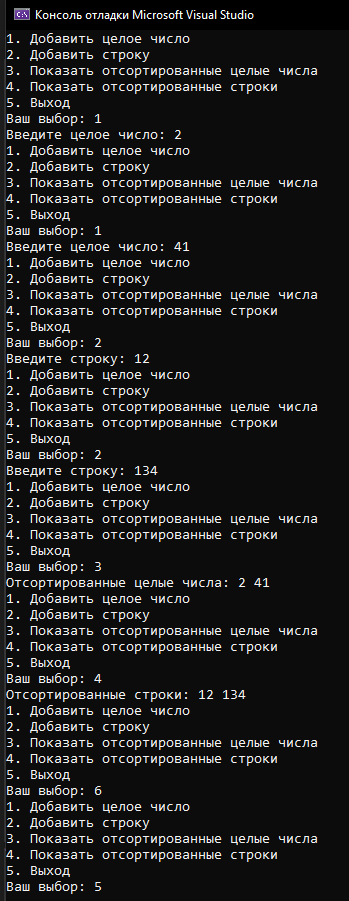 Консоль отладки Microsoft Visual Studio
1. Добавить целое число
2. Добавить строку
3. Показать отсортированные целые числа
4. Показать отсортированные строки
5. Выход
Ваш выбор: 1
Введите целое число: 2
1. Добавить целое число
2. Добавить строку
3. Показать отсортированные целые числа
4. Показать отсортированные строки
5. Выход
Ваш выбор: 1
Введите целое число: 41
1. Добавить целое число
2. Добавить строку
3. Показать отсортированные целые числа
4. Показать отсортированные строки
5. Выход
Ваш выбор: 2
Введите строку: 12
1. Добавить целое число
2. Добавить строку
3. Показать отсортированные целые числа
4. Показать отсортированные строки
5. Выход
Ваш выбор: 2
Введите строку: 134
1. Добавить целое число
2. Добавить строку
3. Показать отсортированные целые числа
4. Показать отсортированные строки
5. Выход
Ваш выбор: 3
Отсортированные целые числа: 2 41
1. Добавить целое число
2. Добавить строку
3. Показать отсортированные целые числа
4. Показать отсортированные строки
5. Выход
Ваш выбор: 4
Отсортированные строки: 12 134
1. Добавить целое число
2. Добавить строку
3. Показать отсортированные целые числа
4. Показать отсортированные строки
5. Выход
Ваш выбор: 6
1. Добавить целое число
2. Добавить строку
3. Показать отсортированные целые числа
4. Показать отсортированные строки
5. Выход
Ваш выбор: 5